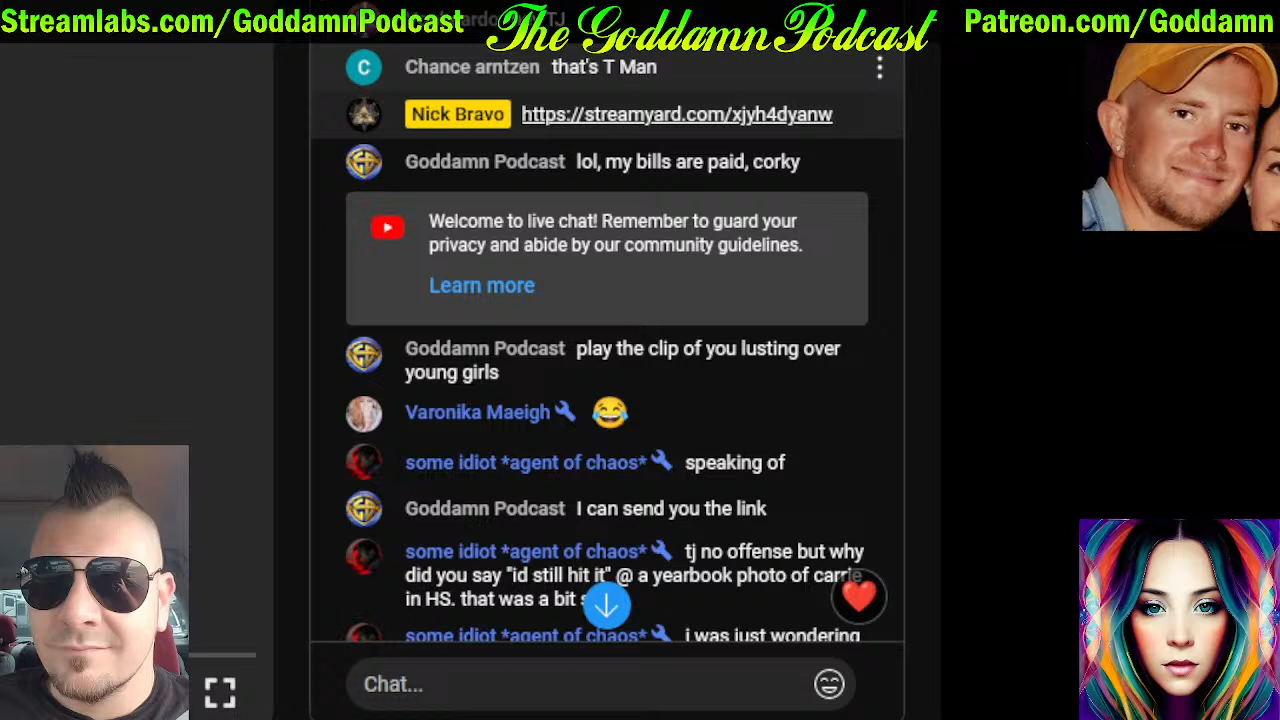 Streamlabs.com/GoddamnPodcast
The Goddamn Podcast
Patreon.com/Goddamn
TJ
C
Chance arntzen that's T Man
Nick Bravo https://streamyard.com/xjyh4dyanw
Goddamn Podcast lol, my bills are paid, corky
Welcome to live chat! Remember to guard your
privacy and abide by our community guidelines.
Learn more
Goddamn Podcast play the clip of you lusting over
young girls
Varonika Maeigh 😂
some idiot *agent of chaos* speaking of
Goddamn Podcast I can send you the link
some idiot *agent of chaos* tj no offense but why
did you say "id still hit it" @ a yearbook photo of carrie
in HS. that was a bit
some idiot *agent of chaos* i was just wondering
Chat...